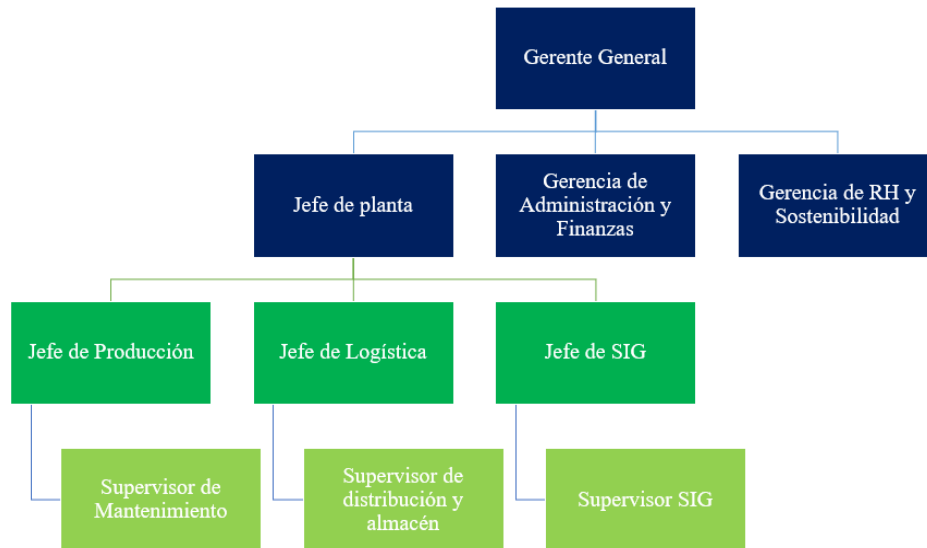 Gerente General
Jefe de planta
Gerencia de
Administración y
Finanzas
Gerencia de RH y
Sostenibilidad
Jefe de Producción
Jefe de Logística
Jefe de SIG
Supervisor de
Mantenimiento
Supervisor de
distribución y
almacén
Supervisor SIG